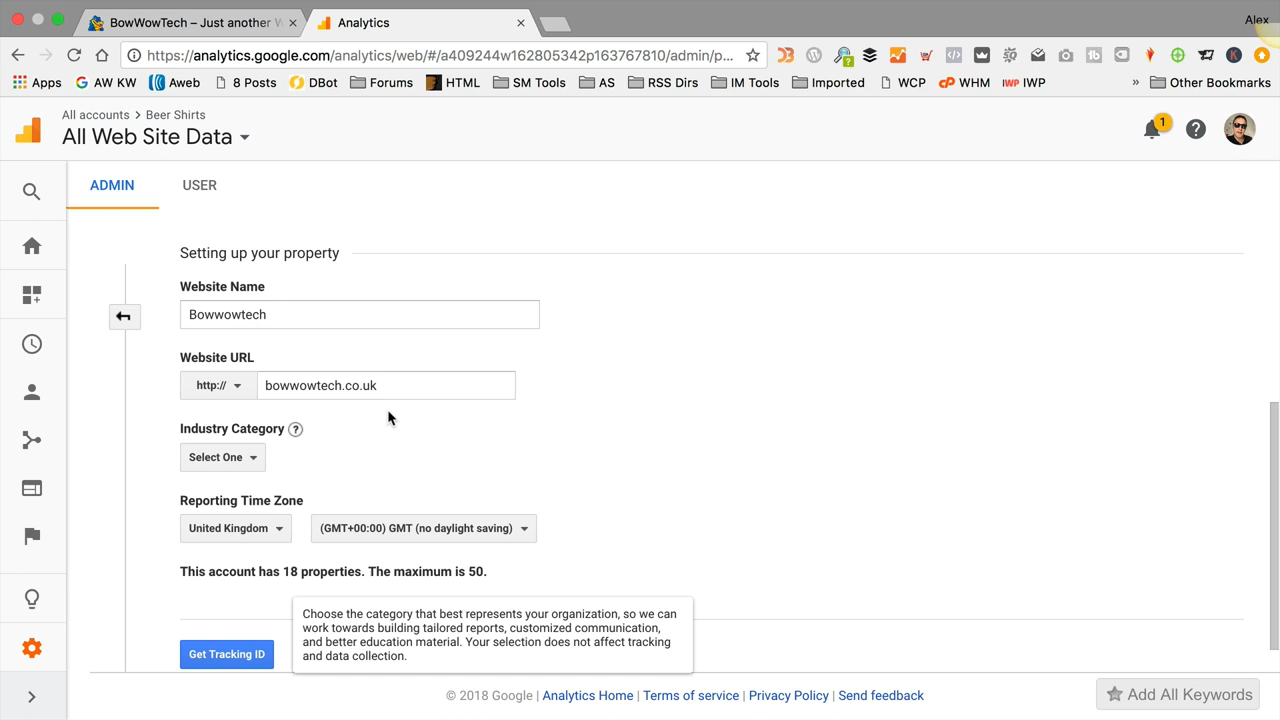 BowWowTech – Just another W
Analytics
Alex
https://analytics.google.com/analytics/web/#/a409244w162805342p163767810/admin/p...
Apps
AW KW
Aweb
8 Posts
DBot
Forums
HTML
SM Tools
AS
RSS Dirs
IM Tools
Imported
WCP
WHM
IWP
» Other Bookmarks
All accounts > Beer Shirts
All Web Site Data
1
ADMIN
USER
Setting up your property
Website Name
Bowwowtech
Website URL
http://
bowwowtech.co.uk
Industry Category ?
Select One
Reporting Time Zone
United Kingdom
(GMT+00:00) GMT (no daylight saving)
This account has 18 properties. The maximum is 50.
Choose the category that best represents your organization, so we can
work towards building tailored reports, customized communication,
and better education material. Your selection does not affect tracking
and data collection.
Get Tracking ID
© 2018 Google | Analytics Home | Terms of service | Privacy Policy | Send feedback
Add All Keywords